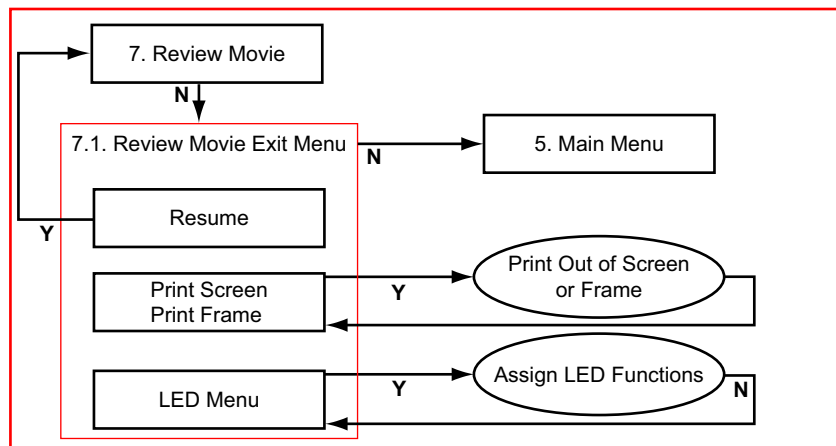 7. Review Movie
N
7.1. Review Movie Exit Menu
N
5. Main Menu
Resume
Y
Print Screen
Print Frame
Y
Print Out of Screen
or Frame
LED Menu
Y
Assign LED Functions
N